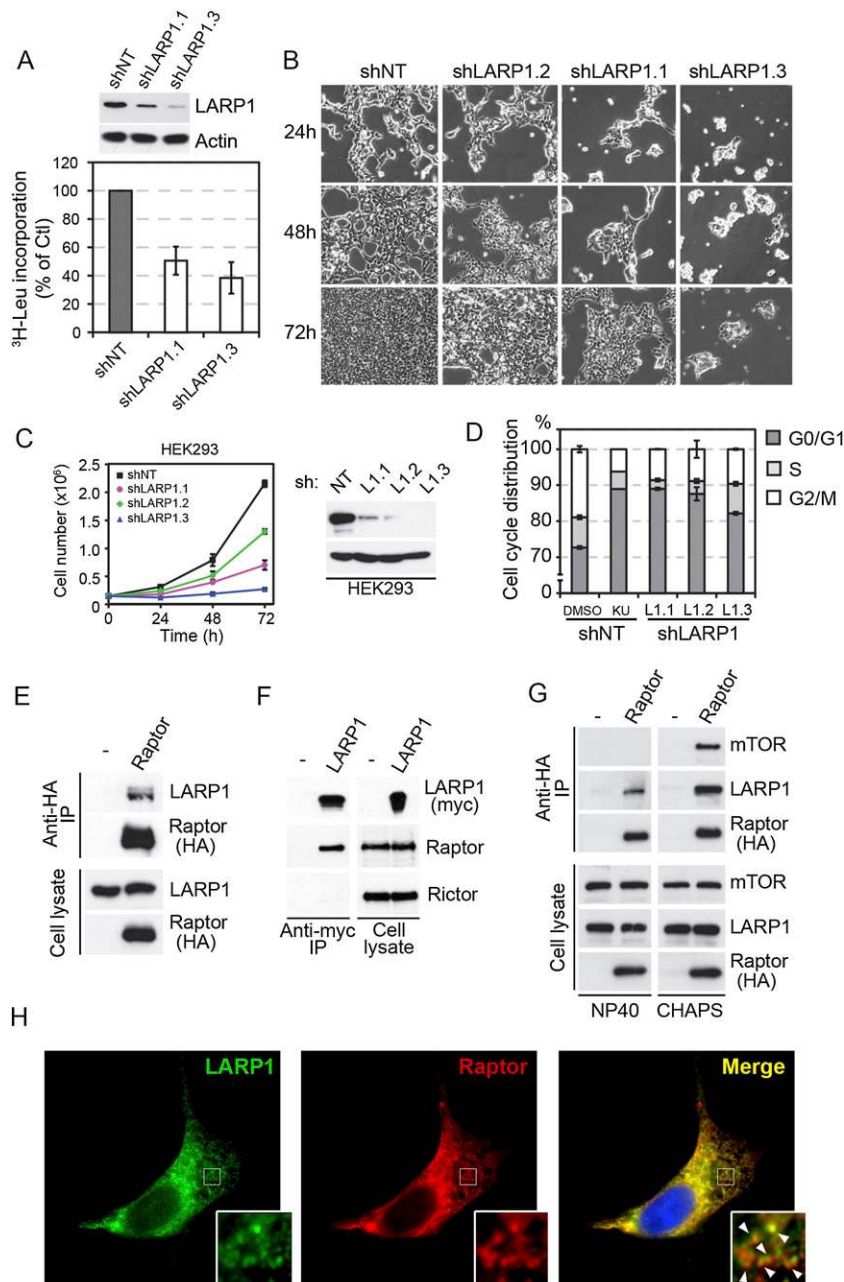 A
shNT
shLARP1.1
shLARP1.3
LARP1
Actin
120
100
80
60
40
20
0
³H-Leu incorporation
(% of Ctl)
shNT
shLARP1.1
shLARP1.3
B
shNT
shLARP1.2
shLARP1.1
shLARP1.3
24h
48h
72h
C
HEK293
2.5
2.0
1.5
1.0
0.5
0
Cell number (x10⁶)
shNT
shLARP1.1
shLARP1.2
shLARP1.3
0
24
48
72
Time (h)
sh:
NT
L1.1
L1.2
L1.3
HEK293
D
%
100
90
80
70
Cell cycle distribution
G0/G1
S
G2/M
DMSO
KU
L1.1
L1.2
L1.3
shNT
shLARP1
E
-
Raptor
Anti-HA
IP
LARP1
Raptor
(HA)
Cell lysate
LARP1
Raptor
(HA)
F
-
LARP1
-
LARP1
LARP1
(myc)
Raptor
Rictor
Anti-myc
IP
Cell
lysate
G
-
Raptor
-
Raptor
Anti-HA
IP
mTOR
LARP1
Raptor
(HA)
Cell lysate
mTOR
LARP1
Raptor
(HA)
NP40
CHAPS
H
LARP1
Raptor
Merge